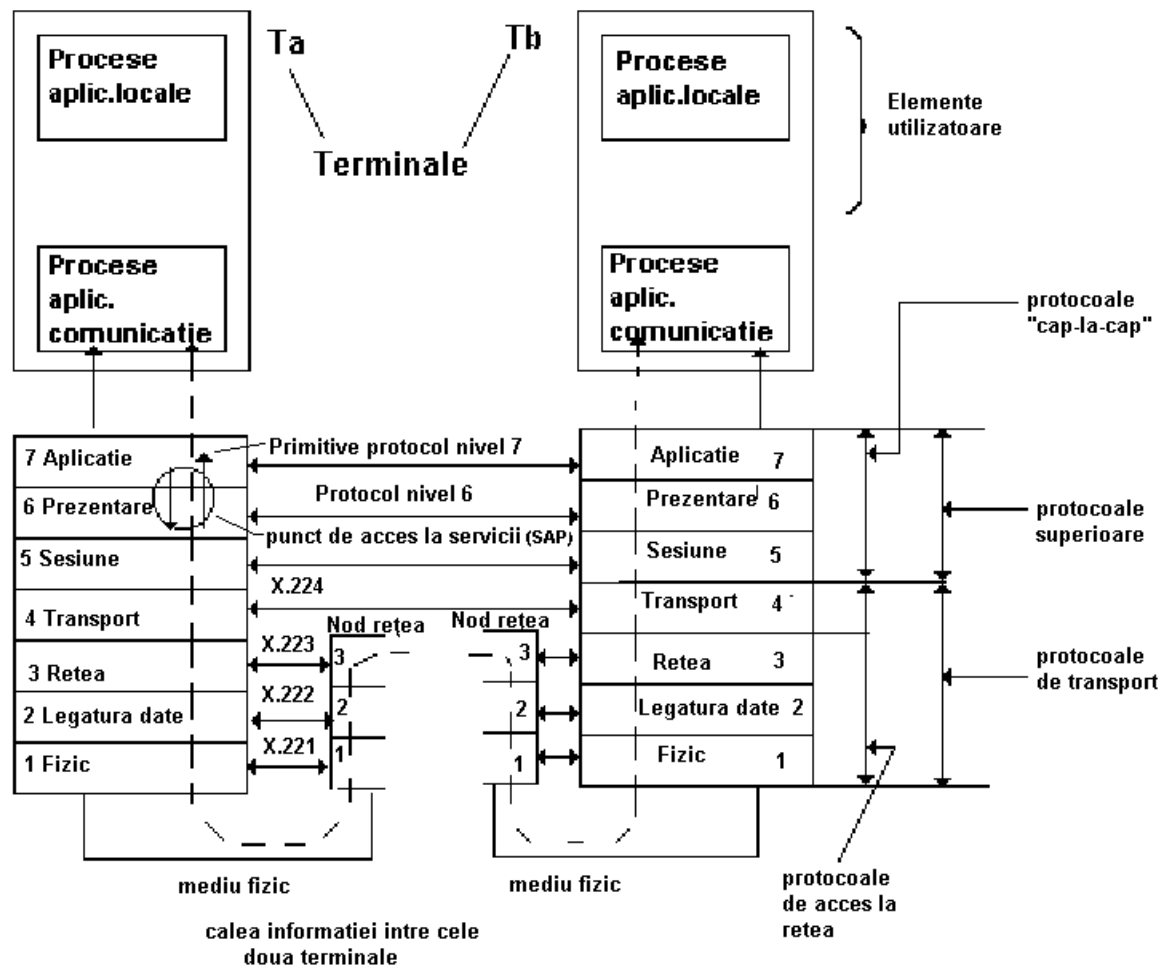 Ta
Tb
Procese
aplic.locale
Procese
aplic.locale
Elemente
utilizatoare
Terminale
Procese
aplic.
comunicatie
Procese
aplic.
comunicatie
protocoale
"cap-la-cap"
7 Aplicatie
Primitive protocol nivel 7
Aplicatie 7
6 Prezentare
Protocol nivel 6
Prezentare 6
punct de acces la servicii (SAP)
protocoale
superioare
5 Sesiune
Sesiune 5
X.224
4 Transport
Transport 4
Nod rețea
Nod rețea
X.223
3 Retea
3
3
Retea 3
protocoale
de transport
X.222
2 Legatura date
2
2
Legatura date 2
X.221
1 Fizic
1
1
Fizic 1
mediu fizic
mediu fizic
protocoale
de acces la
retea
calea informatiei intre cele
doua terminale